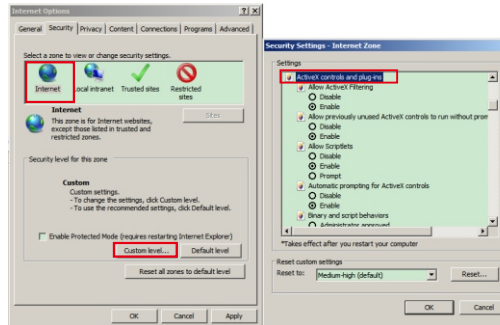 Internet Options
General Security Privacy Content Connections Programs Advanced
Select a zone to view or change security settings.
Internet Local intranet Trusted sites Restricted sites
Internet
Sites
This zone is for Internet websites,
except those listed in trusted and
restricted zones.
Security level for this zone
Custom
Custom settings.
- To change the settings, click Custom level.
- To use the recommended settings, click Default level.
Enable Protected Mode (requires restarting Internet Explorer)
Custom level... Default level
Reset all zones to default level
OK Cancel Apply
Security Settings - Internet Zone
Settings
ActiveX controls and plug-ins
Allow ActiveX Filtering
Disable
Enable
Allow previously unused ActiveX controls to run without prom
Disable
Enable
Allow Scriptlets
Disable
Enable
Prompt
Automatic prompting for ActiveX controls
Disable
Enable
Binary and script behaviors
Administrator approved
*Takes effect after you restart your computer
Reset custom settings
Reset to: Medium-high (default) Reset...
OK Cancel